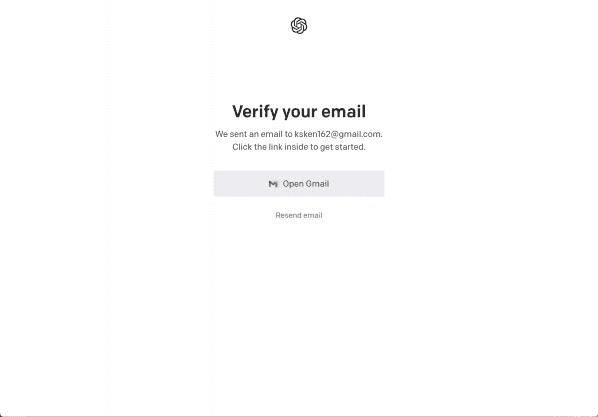 Verify your email
We sent an email to ksken162@gmail.com.
Click the link inside to get started.
Open Gmail
Resend email